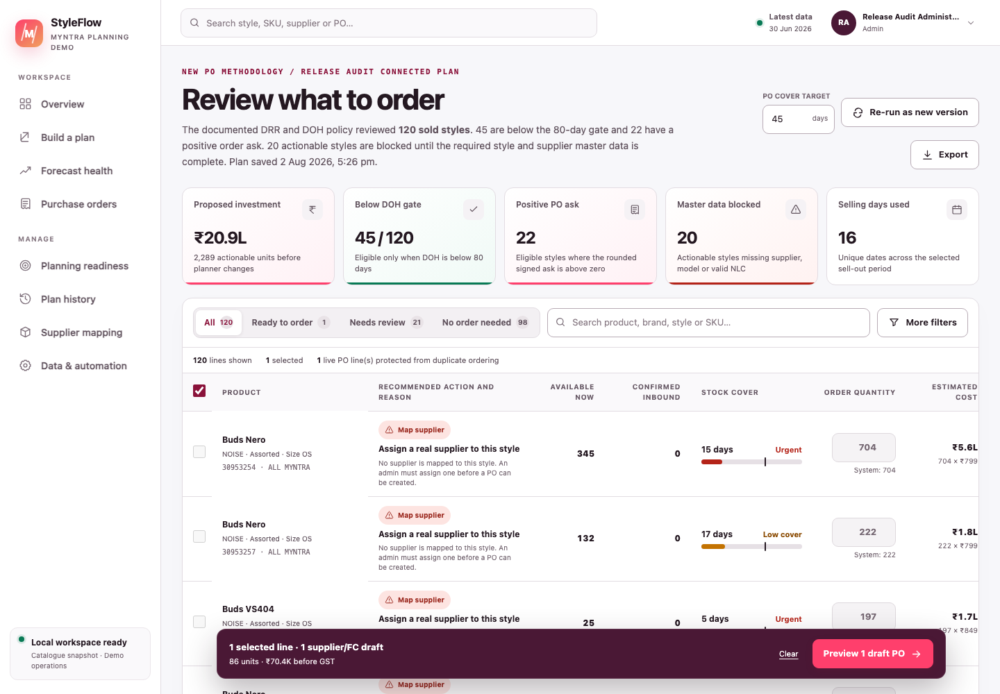 StyleFlow
MYNTRA PLANNING
DEMO
Search style, SKU, supplier or PO...
Latest data
30 Jun 2026
RA
Release Audit Administ...
Admin
WORKSPACE
Overview
Build a plan
Forecast health
Purchase orders
MANAGE
Planning readiness
Plan history
Supplier mapping
Data & automation
Local workspace ready
Catalogue snapshot · Demo
operations
NEW PO METHODOLOGY / RELEASE AUDIT CONNECTED PLAN
Review what to order
The documented DRR and DOH policy reviewed 120 sold styles. 45 are below the 80-day gate and 22 have a
positive order ask. 20 actionable styles are blocked until the required style and supplier master data is
complete. Plan saved 2 Aug 2026, 5:26 pm.
PO COVER TARGET
45 days
Re-run as new version
Export
Proposed investment
₹
₹20.9L
2,289 actionable units before
planner changes
Below DOH gate
45 / 120
Eligible only when DOH is below 80
days
Positive PO ask
22
Eligible styles where the rounded
signed ask is above zero
Master data blocked
20
Actionable styles missing supplier,
model or valid NLC
Selling days used
16
Unique dates across the selected
sell-out period
All 120
Ready to order 1
Needs review 21
No order needed 98
Search product, brand, style or SKU...
More filters
120 lines shown 1 selected 1 live PO line(s) protected from duplicate ordering
PRODUCT
RECOMMENDED ACTION AND
REASON
AVAILABLE
NOW
CONFIRMED
INBOUND
STOCK COVER
ORDER QUANTITY
ESTIMATED
COST
Buds Nero
NOISE · Assorted · Size OS
30953254 · ALL MYNTRA
Map supplier
Assign a real supplier to this style
No supplier is mapped to this style. An
admin must assign one before a PO can
be created.
345
0
15 days Urgent
704
System: 704
₹5.6L
704 × ₹799
Buds Nero
NOISE · Assorted · Size OS
30953257 · ALL MYNTRA
Map supplier
Assign a real supplier to this style
No supplier is mapped to this style. An
admin must assign one before a PO can
be created.
132
0
17 days Low cover
222
System: 222
₹1.8L
222 × ₹799
Buds VS404
NOISE · Assorted · Size OS
Map supplier
Assign a real supplier to this style
25
0
5 days Urgent
197
₹1.7L
197 × ₹849
1 selected line · 1 supplier/FC draft
86 units · ₹70.4K before GST
Clear
Preview 1 draft PO
Map supplier
Buds Nero